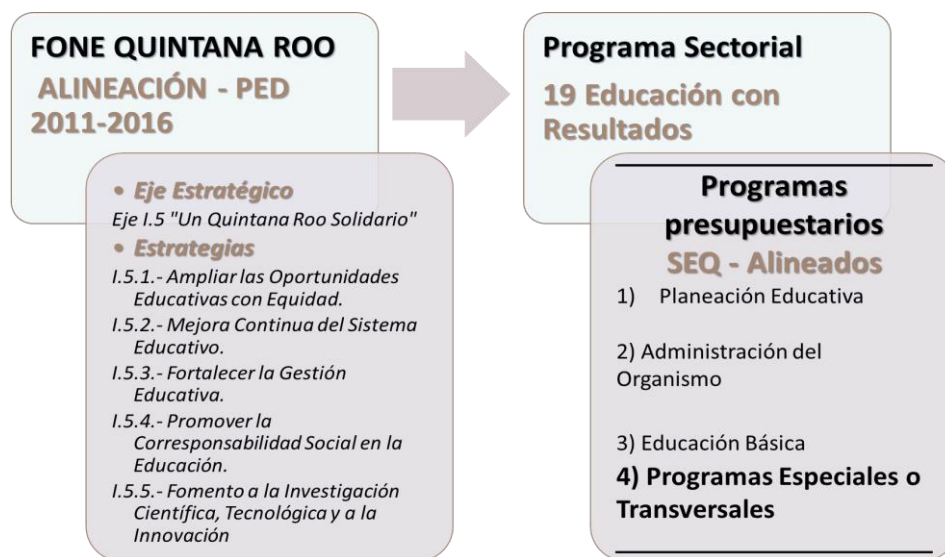 FONE QUINTANA ROO
ALINEACIÓN - PED
2011-2016
• Eje Estratégico
Eje I.5 "Un Quintana Roo Solidario"
• Estrategias
I.5.1.- Ampliar las Oportunidades
Educativas con Equidad.
I.5.2.- Mejora Continua del Sistema
Educativo.
I.5.3.- Fortalecer la Gestión
Educativa.
I.5.4.- Promover la
Corresponsabilidad Social en la
Educación.
I.5.5.- Fomento a la Investigación
Científica, Tecnológica y a la
Innovación
Programa Sectorial
19 Educación con
Resultados
Programas
presupuestarios
SEQ - Alineados
1) Planeación Educativa
2) Administración del
Organismo
3) Educación Básica
4) Programas Especiales o
Transversales